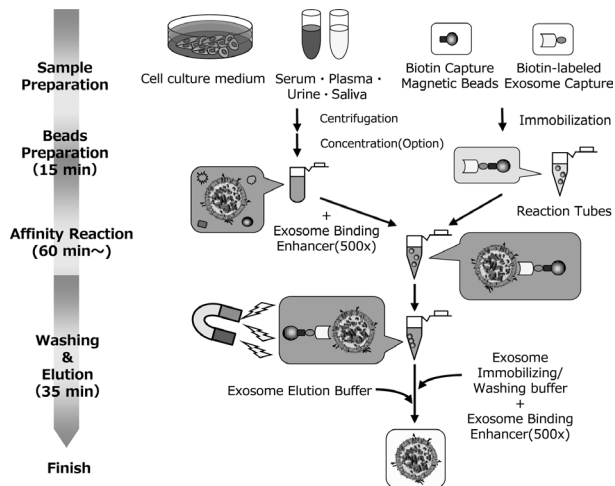 Sample
Preparation
Beads
Preparation
(15 min)
Affinity Reaction
(60 min～)
Washing
&
Elution
(35 min)
Finish
Cell culture medium
Serum・Plasma・
Urine・Saliva
Centrifugation
Concentration(Option)
Biotin Capture
Magnetic Beads
Biotin-labeled
Exosome Capture
Immobilization
Reaction Tubes
+
Exosome Binding
Enhancer(500x)
Exosome Elution Buffer
Exosome
Immobilizing/
Washing buffer
+
Exosome Binding
Enhancer(500x)